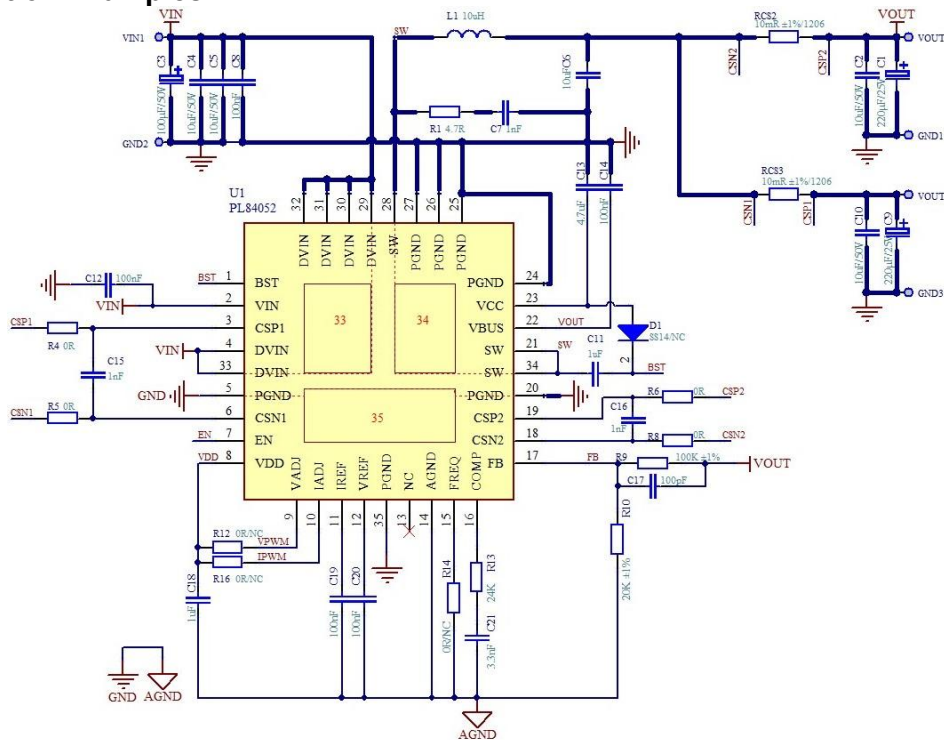 VIN
VIN1
C3
100µF/50V
C4
10uF/50V
C5
10uF/50V
C8
100nF
GND2
SW
L1 10uH
10uF
R1 4.7R
C7 1nF
C13
4.7uF
C14
100nF
CSN2
RCS2
10mR ±1%/1206
CSP2
VOUT
VOUT
C2
10uF/50V
C1
220µF/25V
GND1
CSN1
RCS3
10mR ±1%/1206
CSP1
VOUT
C10
10uF/50V
C9
220µF/25V
GND3
U1
PL84052
32 31 30 29 28 27 26 25
DVIN DVIN DVIN DVIN SW PGND PGND PGND
C12 100nF
VIN
BST 1 BST
2 VIN
CSP1 3 CSP1
R4 0R
VIN 4 DVIN
33 DVIN
C15
1nF
GND 5 PGND
CSN1 R5 0R 6 CSN1
EN 7 EN
VDD 8 VDD
33 34
35
PGND 24
VCC 23
VBUS 22 VOUT
SW 21 SW
SW 34
PGND 20
CSP2 19
CSN2 18
FB 17 FB
D1
SS14/NC
2
C11
1uF
BST
R6 0R CSP2
C16
1nF
R8 0R CSN2
R9 100K ±1%
C17 100pF
VOUT
R10
20K ±1%
VADJ IADJ IREF VREF PGND NC AGND FREQ COMP
9 10 11 12 35 13 14 15 16
R12 0R/NC VPWM
IPWM
R16 0R/NC
C18
1uF
C19
100nF
C20
100nF
R14
0R/NC
R13
24K
C21
3.3nF
GND AGND
AGND